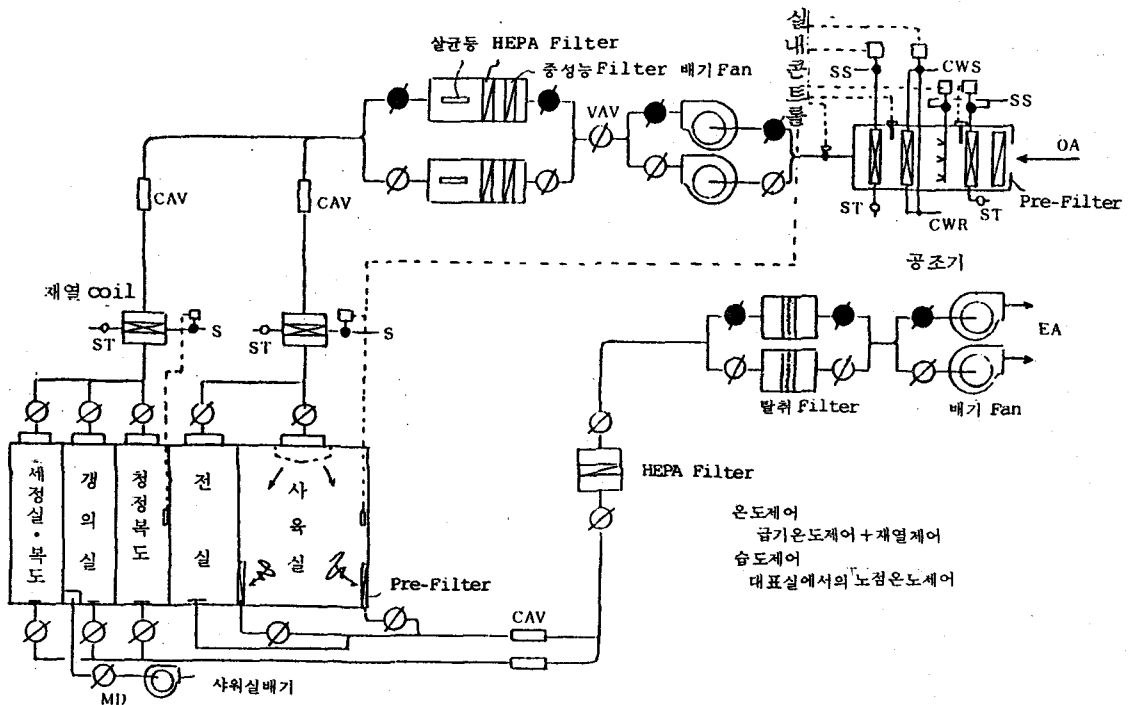 실내콘트롤
살균등 HEPA Filter
중성능 Filter 배기 Fan
SS
CWS
SS
VAV
OA
CAV
CAV
ST
CWR
ST
Pre-Filter
공조기
재열 coil
ST
S
ST
S
EA
탈취 Filter
배기 Fan
HEPA Filter
세정실·복도
갱의실
청정복도
전실
사육실
온도제어
급기온도제어+재열제어
습도제어
대표실에서의 노점온도제어
Pre-Filter
CAV
MD
샤워실배기